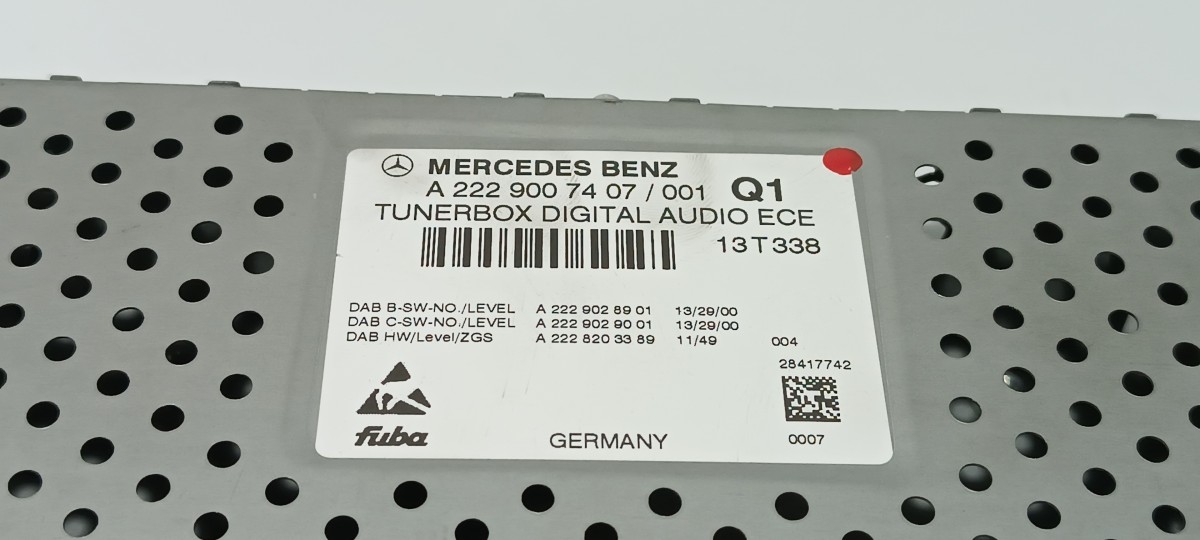 MERCEDES BENZ
A 222 900 74 07 / 001 Q1
TUNERBOX DIGITAL AUDIO ECE
13T338
DAB B-SW-NO./LEVEL A 222 902 89 01 13/29/00
DAB C-SW-NO./LEVEL A 222 902 90 01 13/29/00
DAB HW/Level/ZGS A 222 820 33 89 11/49 004
28417742
fuba GERMANY 0007